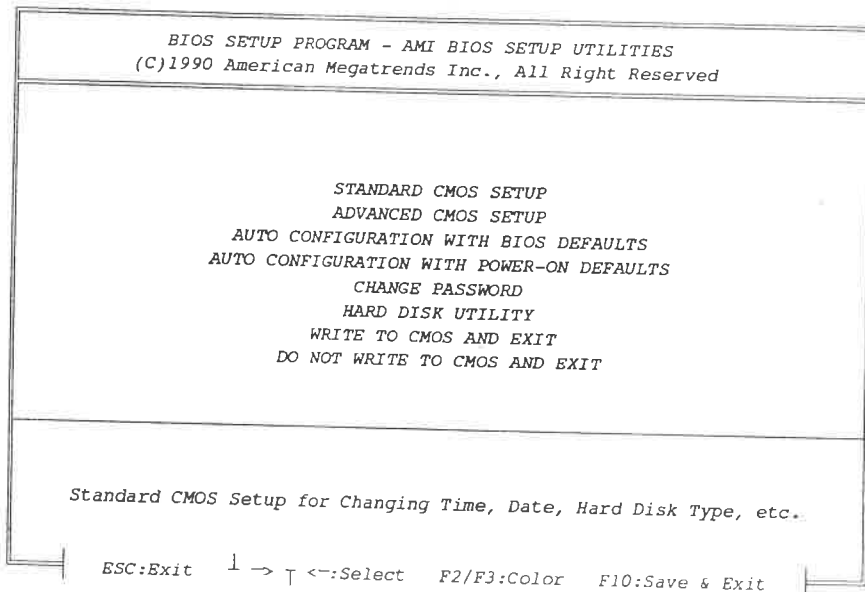 BIOS SETUP PROGRAM - AMI BIOS SETUP UTILITIES
(C)1990 American Megatrends Inc., All Right Reserved
STANDARD CMOS SETUP
ADVANCED CMOS SETUP
AUTO CONFIGURATION WITH BIOS DEFAULTS
AUTO CONFIGURATION WITH POWER-ON DEFAULTS
CHANGE PASSWORD
HARD DISK UTILITY
WRITE TO CMOS AND EXIT
DO NOT WRITE TO CMOS AND EXIT
Standard CMOS Setup for Changing Time, Date, Hard Disk Type, etc.
ESC:Exit ┴ → ┬ <-:Select F2/F3:Color F10:Save & Exit